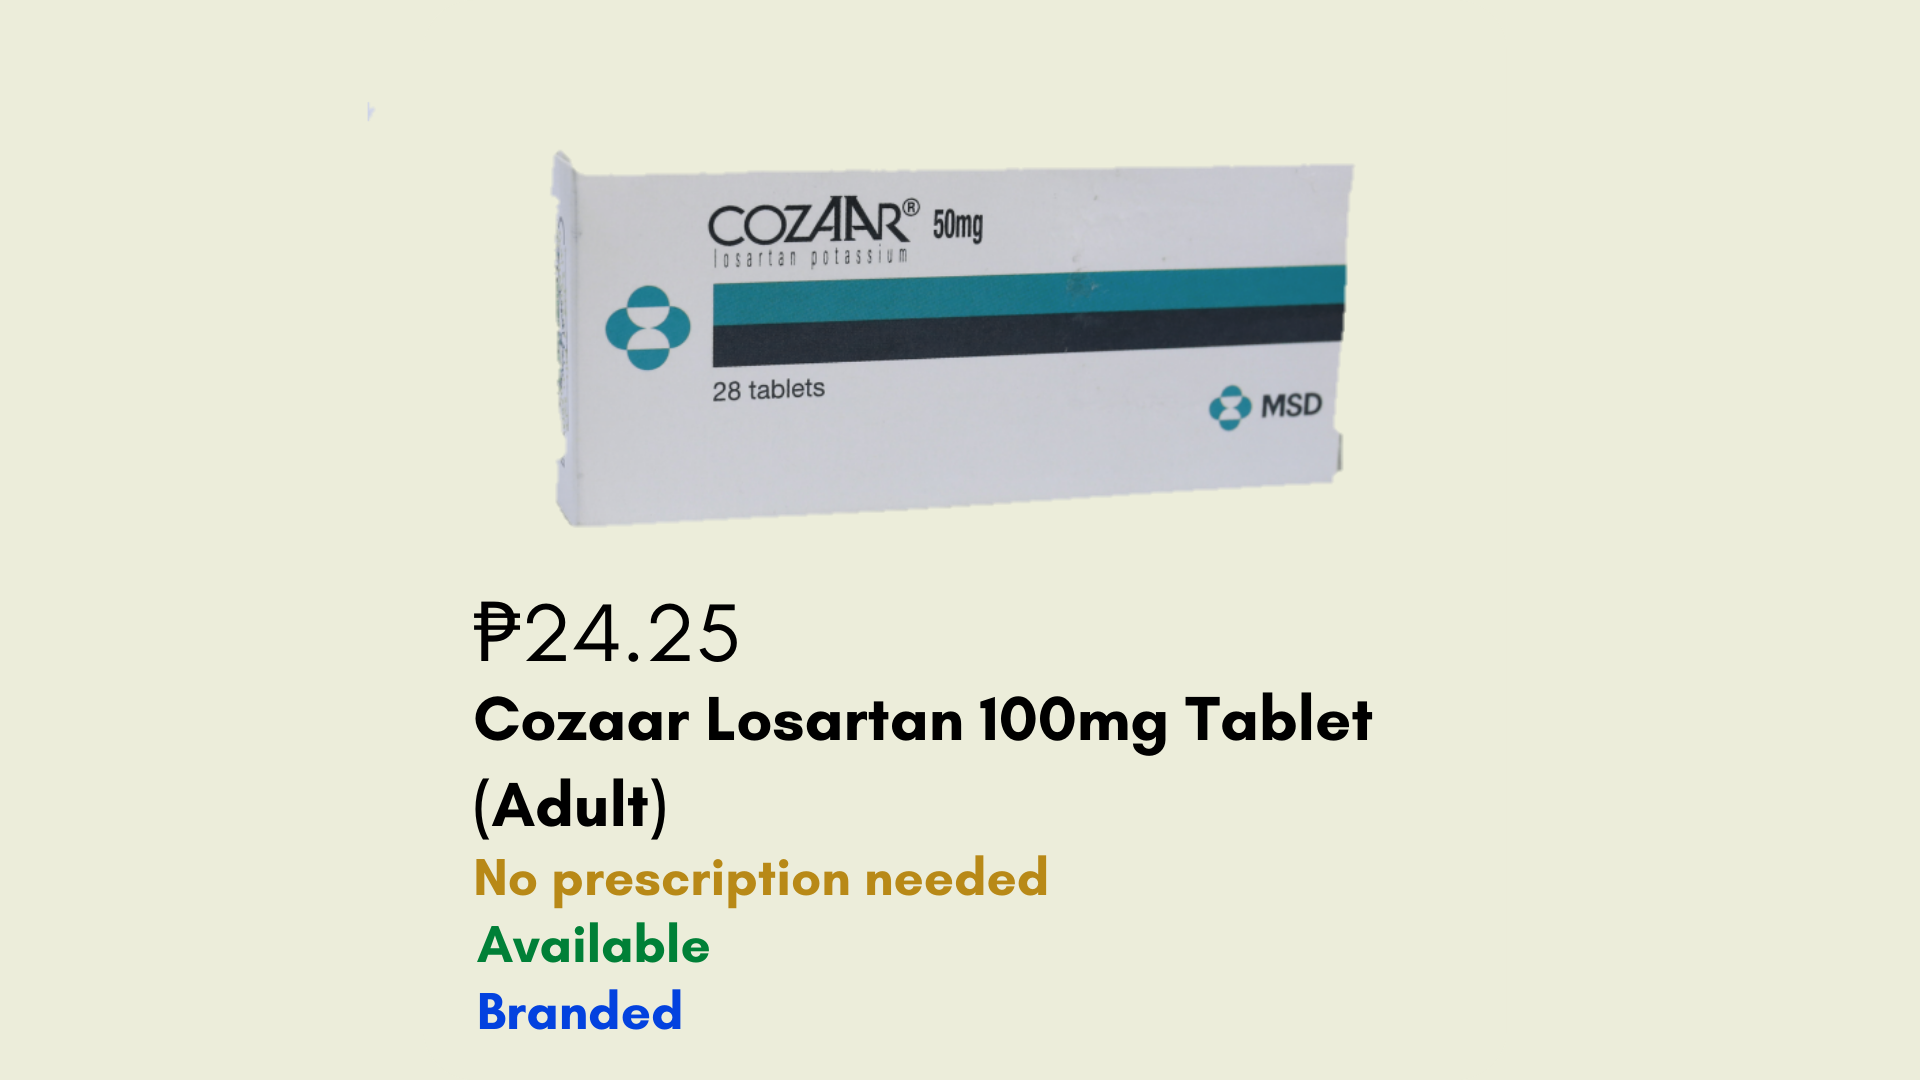 COZAAR® 50mg
losartan potassium
28 tablets
MSD
₱24.25
Cozaar Losartan 100mg Tablet
(Adult)
No prescription needed
Available
Branded